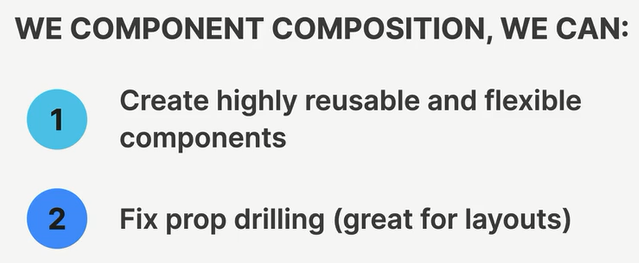 WE COMPONENT COMPOSITION, WE CAN:
1
Create highly reusable and flexible
components
2
Fix prop drilling (great for layouts)